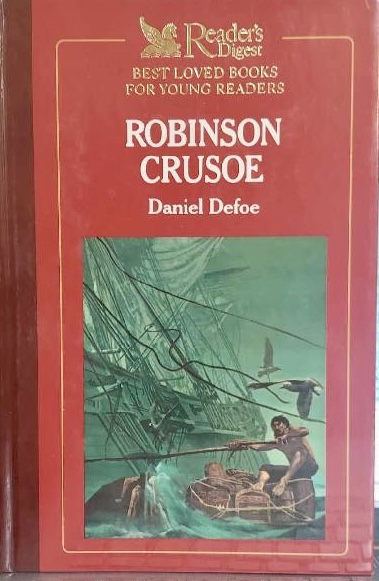 Reader's
Digest
BEST LOVED BOOKS
FOR YOUNG READERS
ROBINSON
CRUSOE
Daniel Defoe